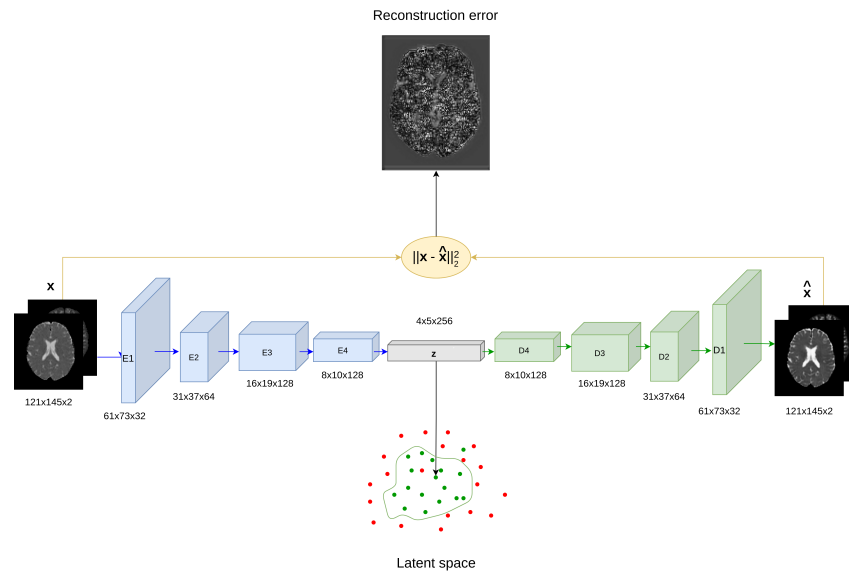 Reconstruction error
||x - x̂||₂²
x
x̂
4x5x256
E1
E2
E3
E4
z
D4
D3
D2
D1
121x145x2
61x73x32
31x37x64
16x19x128
8x10x128
8x10x128
16x19x128
31x37x64
61x73x32
121x145x2
Latent space